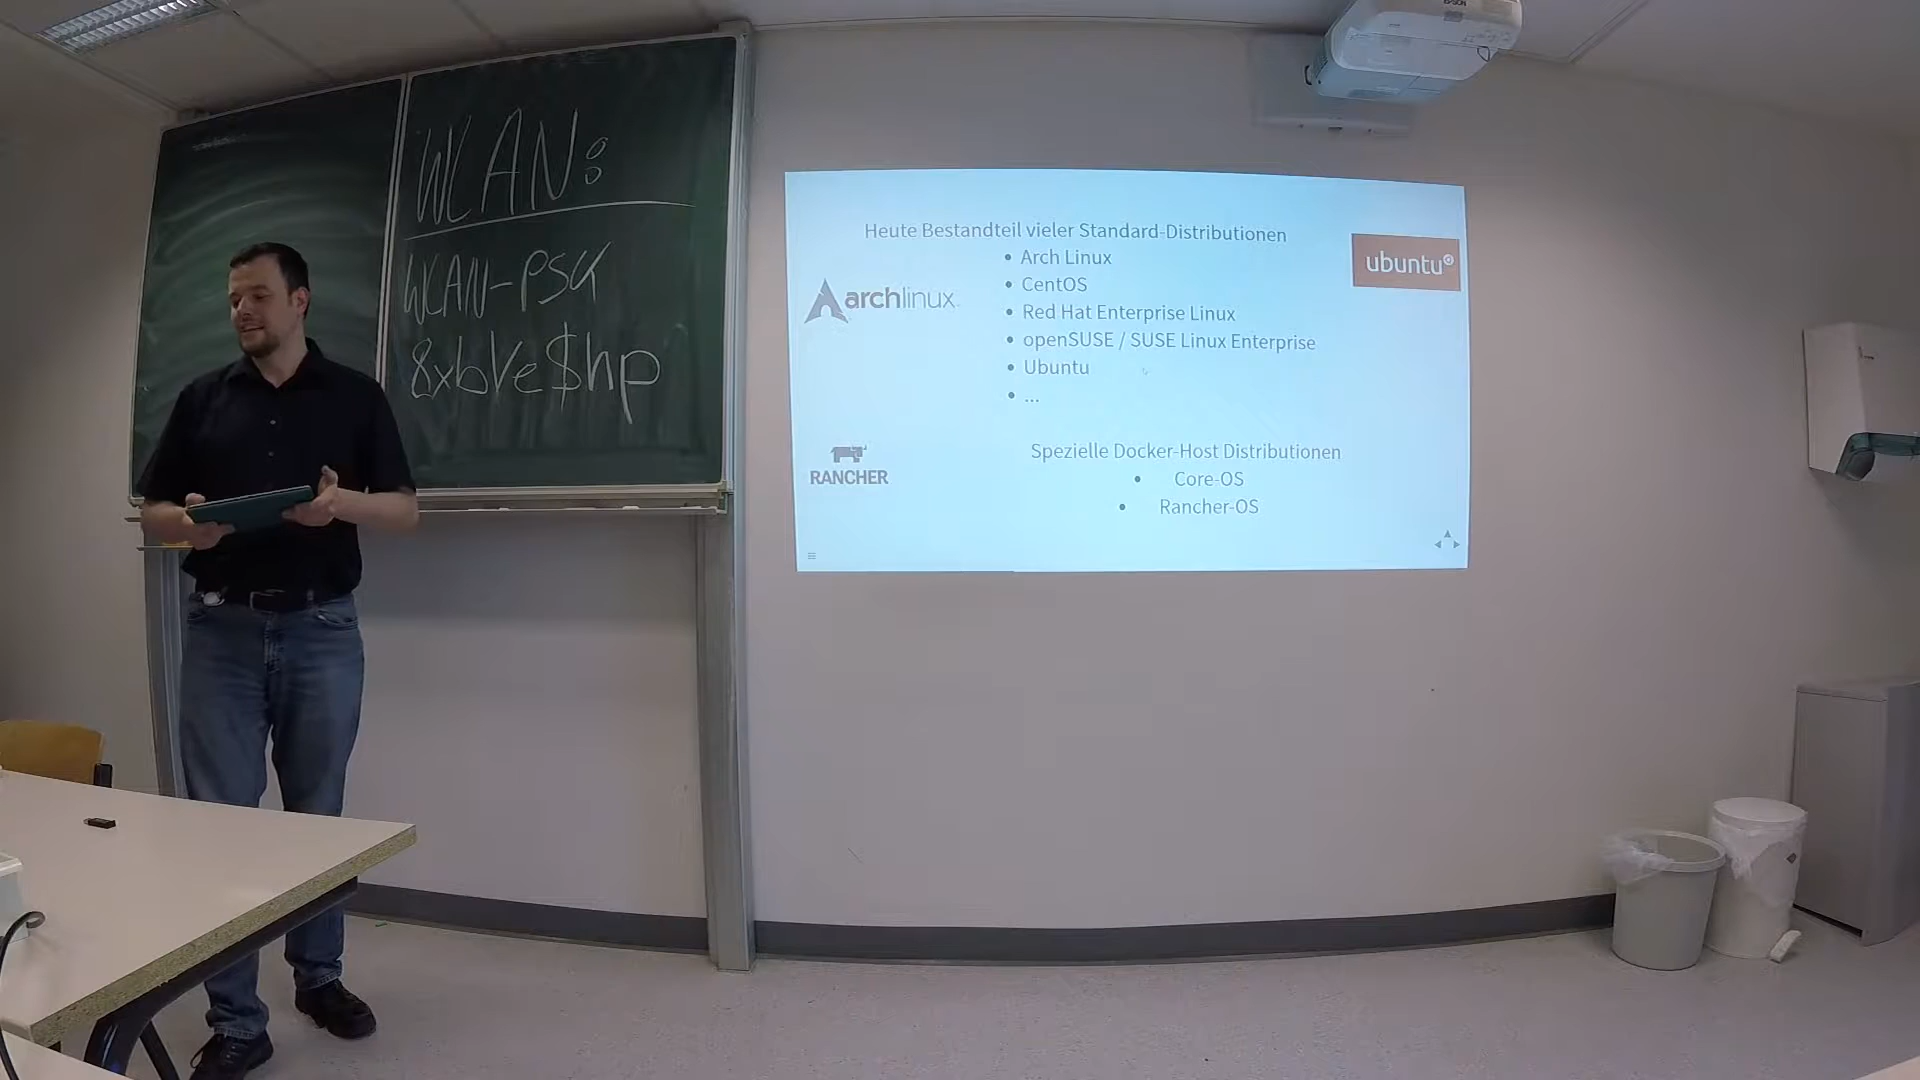 WLAN:
WLAN-PSK
8xbVe$hp
Heute Bestandteil vieler Standard-Distributionen
• Arch Linux
• CentOS
• Red Hat Enterprise Linux
• openSUSE / SUSE Linux Enterprise
• Ubuntu
• ...
archlinux
ubuntu
Spezielle Docker-Host Distributionen
• Core-OS
• Rancher-OS
RANCHER
EPSON